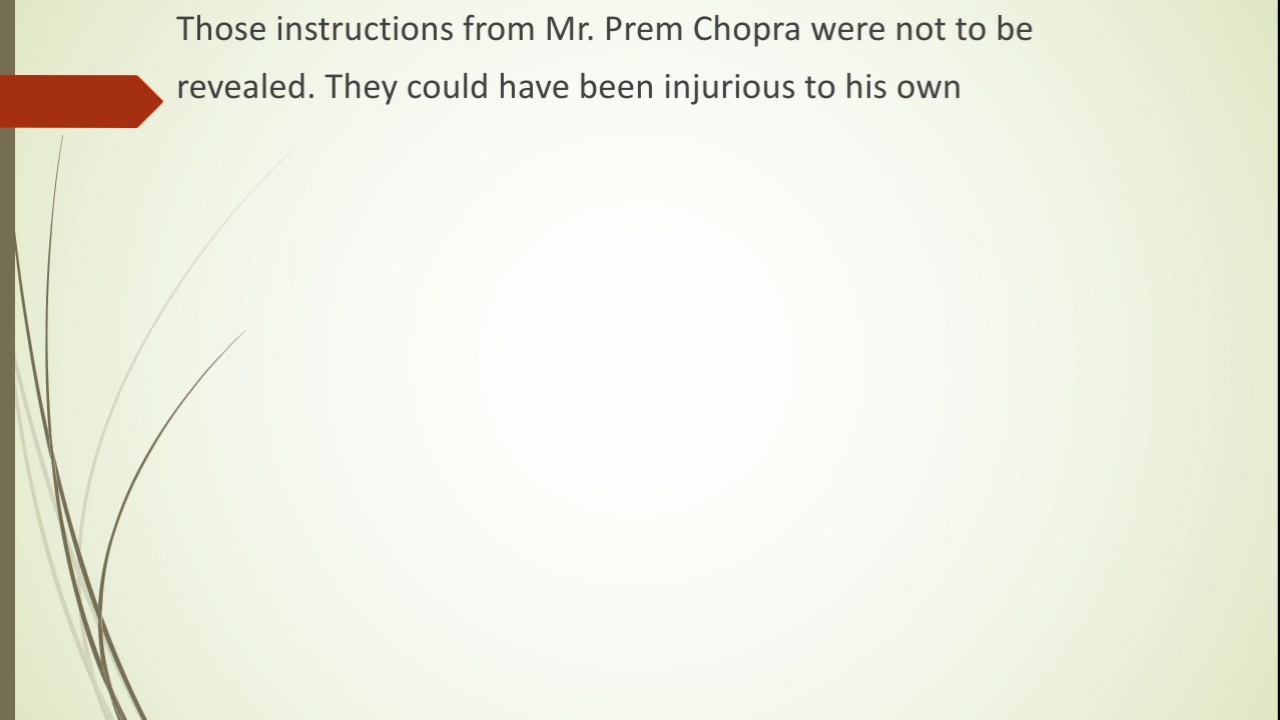 Those instructions from Mr. Prem Chopra were not to be
revealed. They could have been injurious to his own